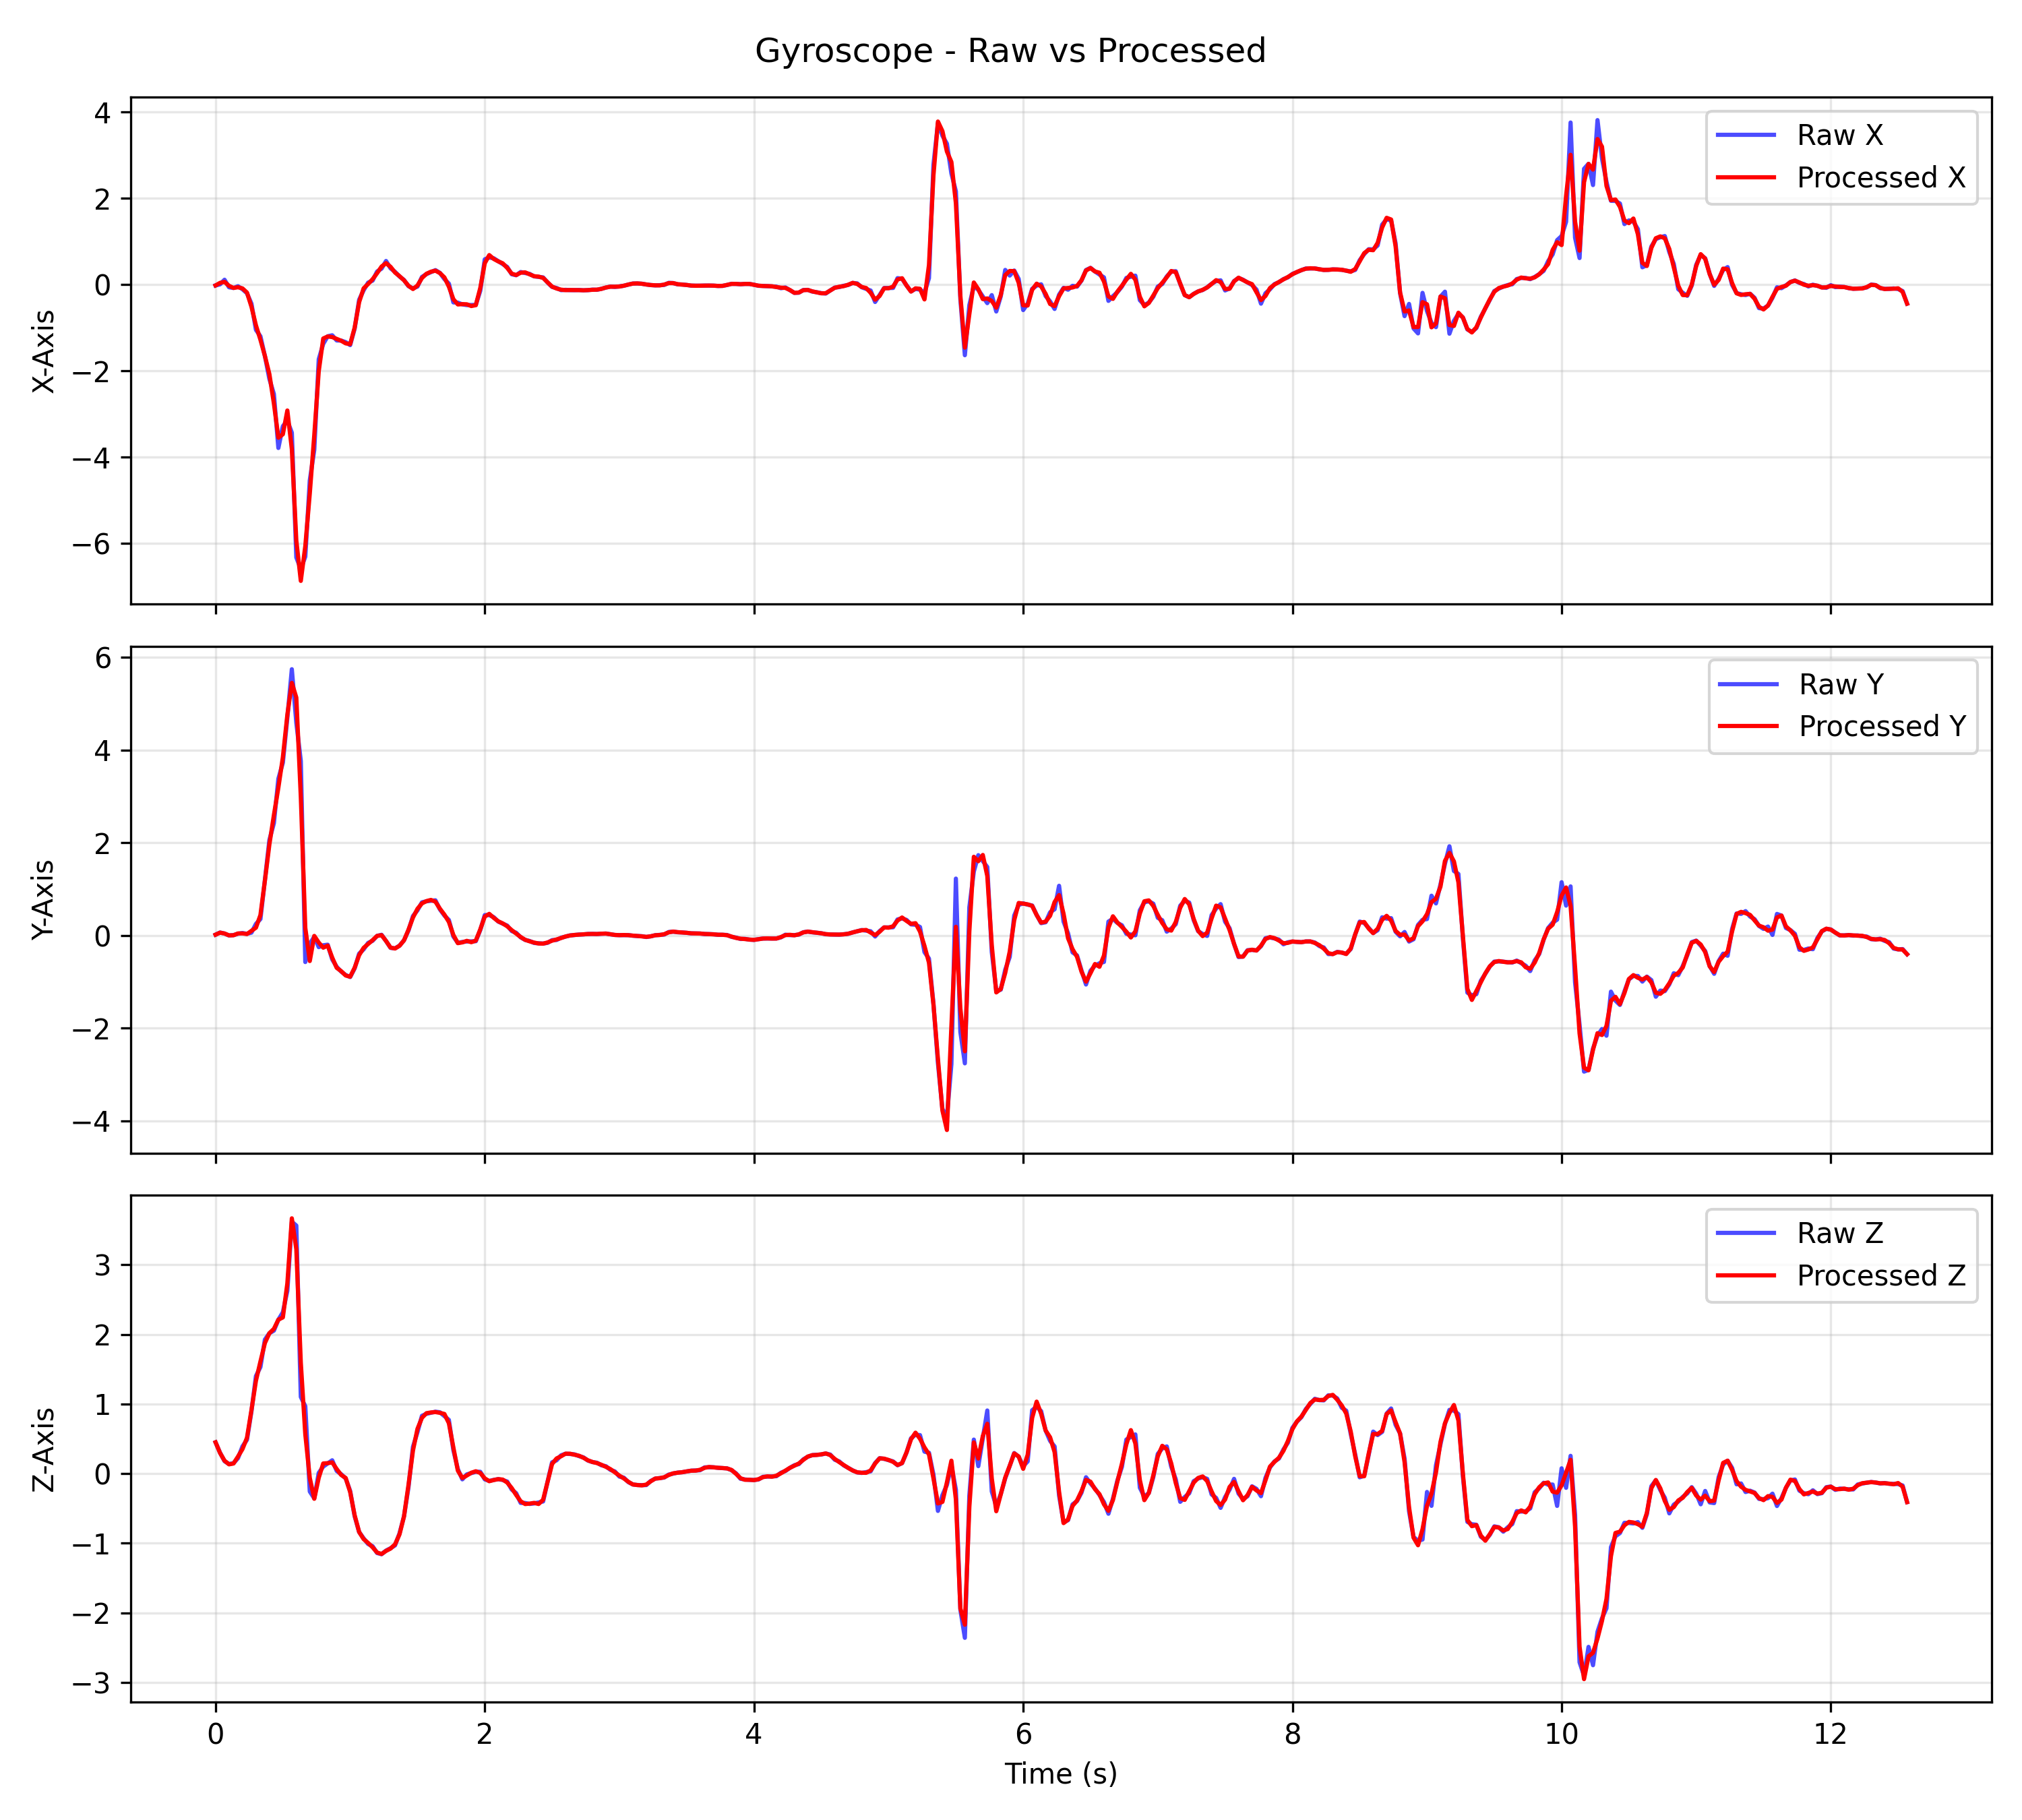 Gyroscope - Raw vs Processed
4
2
0
−2
−4
−6
X-Axis
Raw X
Processed X
6
4
2
0
−2
−4
Y-Axis
Raw Y
Processed Y
3
2
1
0
−1
−2
−3
Z-Axis
Raw Z
Processed Z
0 2 4 6 8 10 12
Time (s)